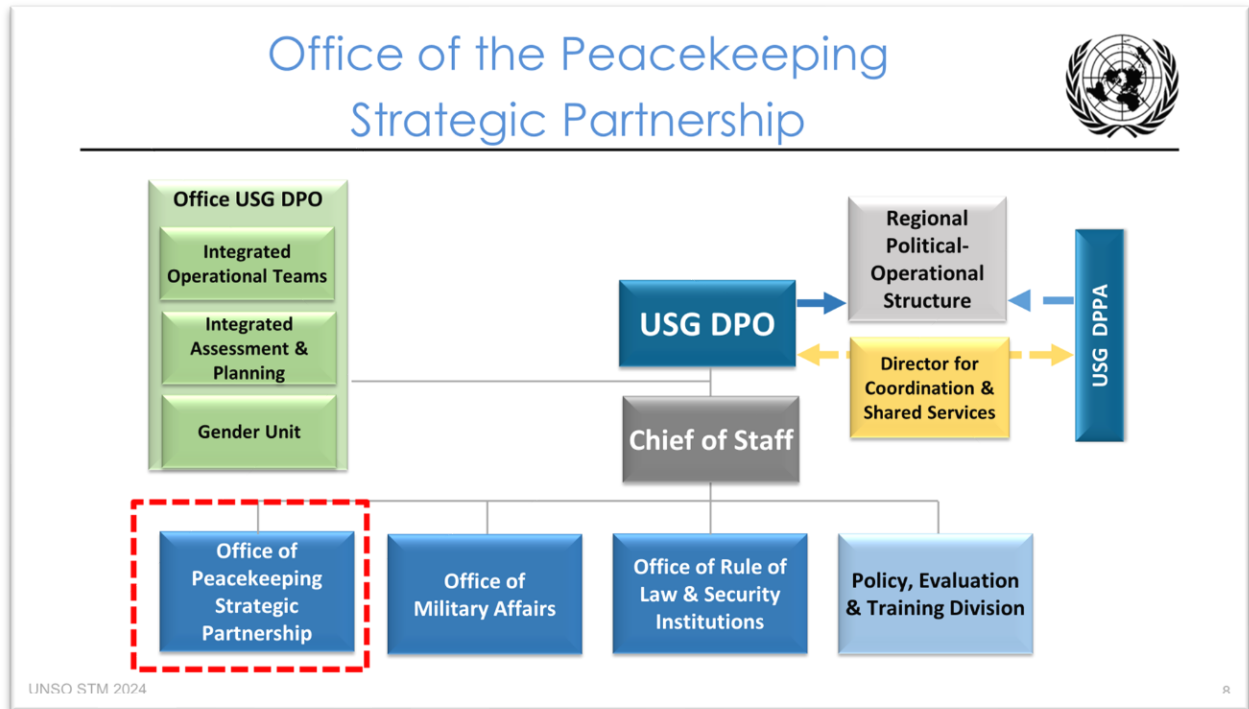 Office of the Peacekeeping
Strategic Partnership
Office USG DPO
Integrated
Operational Teams
Integrated
Assessment &
Planning
Gender Unit
USG DPO
Regional
Political-
Operational
Structure
USG DPPA
Director for
Coordination &
Shared Services
Chief of Staff
Office of
Peacekeeping
Strategic
Partnership
Office of
Military Affairs
Office of Rule of
Law & Security
Institutions
Policy, Evaluation
& Training Division
UNSO STM 2024
8